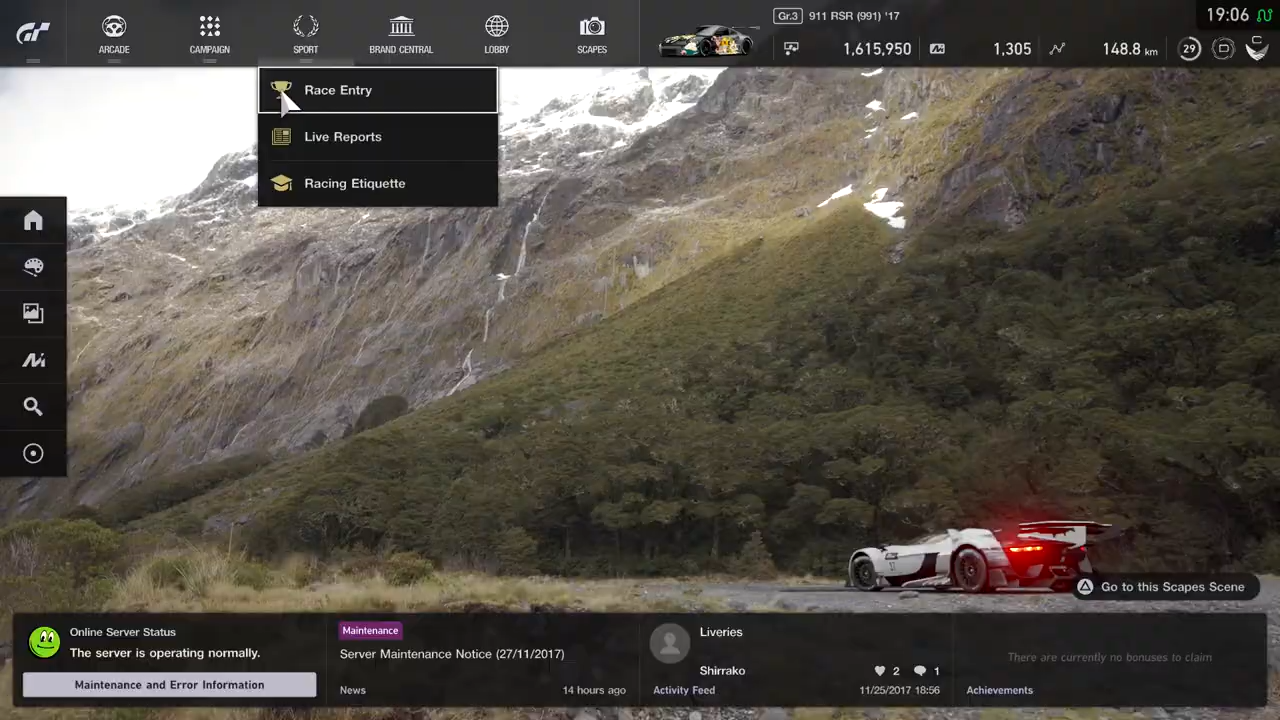 ARCADE
CAMPAIGN
SPORT
BRAND CENTRAL
LOBBY
SCAPES
Gr.3 911 RSR (991) '17
1,615,950
1,305
148.8 km
19:06
29
D
C
Race Entry
Live Reports
Racing Etiquette
Go to this Scapes Scene
Online Server Status
The server is operating normally.
Maintenance and Error Information
Maintenance
Server Maintenance Notice (27/11/2017)
News
14 hours ago
Liveries
Shirrako
2
1
Activity Feed
11/25/2017 18:56
There are currently no bonuses to claim
Achievements